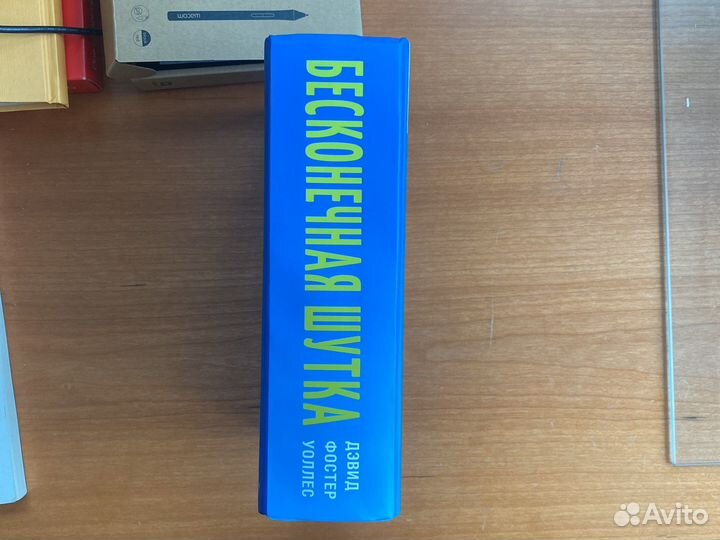 wacom
БЕСКОНЕЧНАЯ ШУТКА
ДЭВИД
ФОСТЕР
УОЛЛЕС
Avito